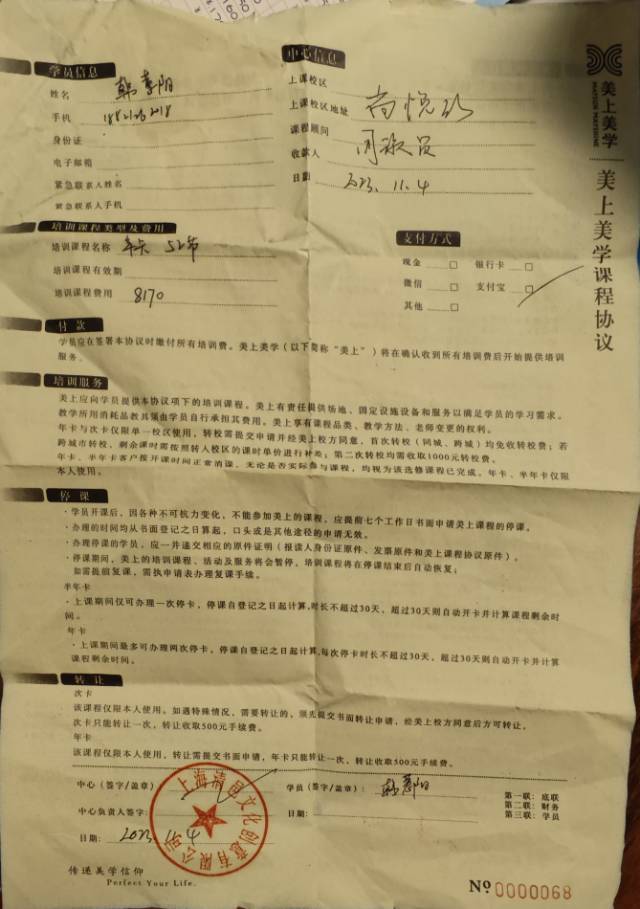 美上美学
MAISON MAKESHINE
美上美学课程协议
学员信息
姓名
手机
身份证
电子邮箱
紧急联系人姓名
紧急联系人手机
中心信息
上课校区
上课校区地址 尚悦
课程顾问
收款人
日期 2023.11.4
培训课程类型及费用
培训课程名称 年卡 52节
培训课程有效期
培训课程费用 8170
支付方式
现金 □ 银行卡 □
微信 □ 支付宝 □
其他 □
付款
学员应在签署本协议时缴付所有培训费。美上美学（以下简称“美上”）将在确认收到所有培训费后开始提供培训
服务。
培训服务
美上应向学员提供本协议项下的培训课程。美上有责任提供场地、固定设施设备和服务以满足学员的学习需求。
教学所用消耗品教具须由学员自行承担其费用。美上享有课程品类、教学方法、老师变更的权利。
年卡与次卡仅限单一校区使用，转校需提交申请并经美上校方同意。首次转校（同城、跨城）均免收转校费；若
跨城市转校，剩余课时需按照转入校区的课时单价进行补差；第二次转校均需收取1000元转校费。
年卡、半年卡客户按开课时间正常消课，无论是否实际参与课程，均视为该选修课程已完成。年卡、半年卡仅限
本人使用。
停课
·学员开课后，因各种不可抗力变化，不能参加美上的课程，应提前七个工作日书面申请美上课程的停课。
·办理的时间均从书面登记之日算起，口头或是其他途径的申请无效。
·办理停课的学员，应一并递交相应的原件证明（报读人身份证原件、发票原件和美上课程协议原件）。
·停课期间，美上的培训课程、活动及服务将会暂停，培训课程将在停课结束后自动恢复；
如需提前复课，需执申请表办理复课手续。
半年卡
·上课期间仅可办理一次停卡，停课自登记之日起计算，时长不超过30天，超过30天则自动开卡并计算课程剩余时
间。
年卡
·上课期间最多可办理两次停卡，停课自登记之日起计算，每次停卡时长不超过30天，超过30天则自动开卡并计算
课程剩余时间。
转让
次卡
该课程仅限本人使用。如遇特殊情况，需要转让的，须先提交书面转让申请，经美上校方同意后方可转让，
次卡只能转让一次，转让收取500元手续费。
年卡
该课程仅限本人使用，转让需提交书面申请，年卡只能转让一次，转让收取500元手续费。
中心（签字/盖章）
学员（签字/盖章）：
中心负责人签字:
日期:
日期: 2023.11.4
第一联：底联
第二联：财务
第三联：学员
文化创意有限公司
传递美学信仰
Perfect Your Life.
№ 0000068